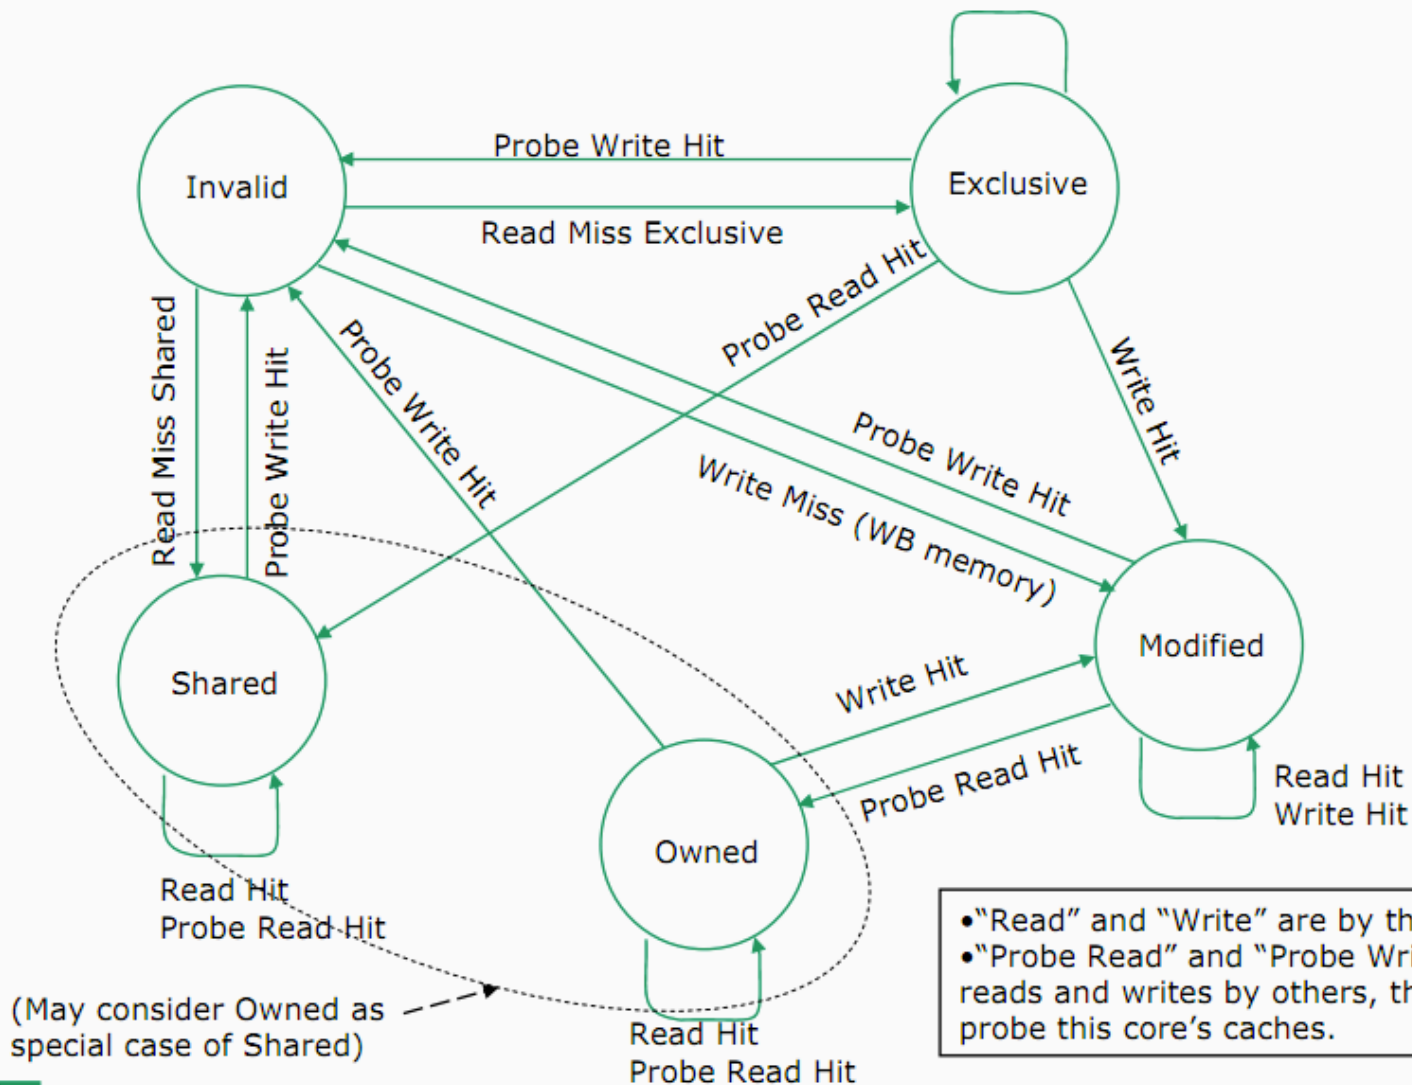 Probe Write Hit
Invalid
Exclusive
Read Miss Exclusive
Probe Read Hit
Read Miss Shared
Probe Write Hit
Probe Write Hit
Write Hit
Probe Write Hit
Write Miss (WB memory)
Shared
Modified
Write Hit
Probe Read Hit
Read Hit
Write Hit
Owned
Read Hit
Probe Read Hit
(May consider Owned as
special case of Shared)
Read Hit
Probe Read Hit
•“Read” and “Write” are by th
•“Probe Read” and “Probe Wri
reads and writes by others, th
probe this core’s caches.